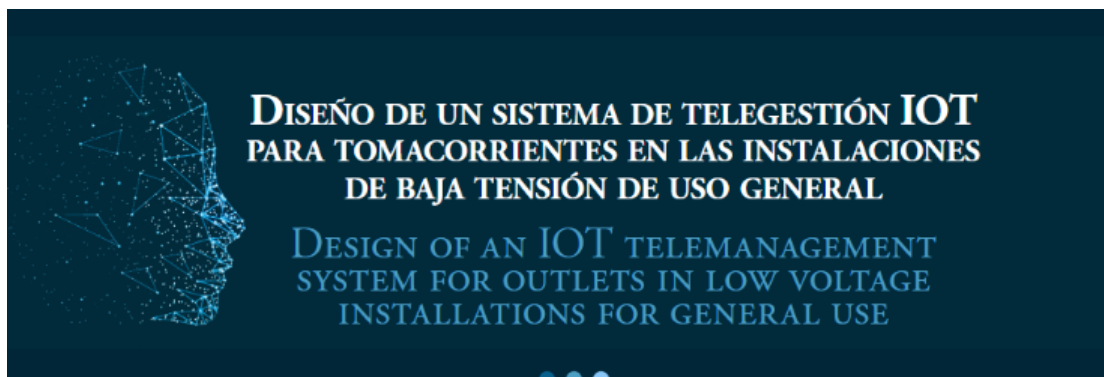 Diseño de un sistema de telegestión IOT
para tomacorrientes en las instalaciones
de baja tensión de uso general
Design of an IOT telemanagement
system for outlets in low voltage
installations for general use